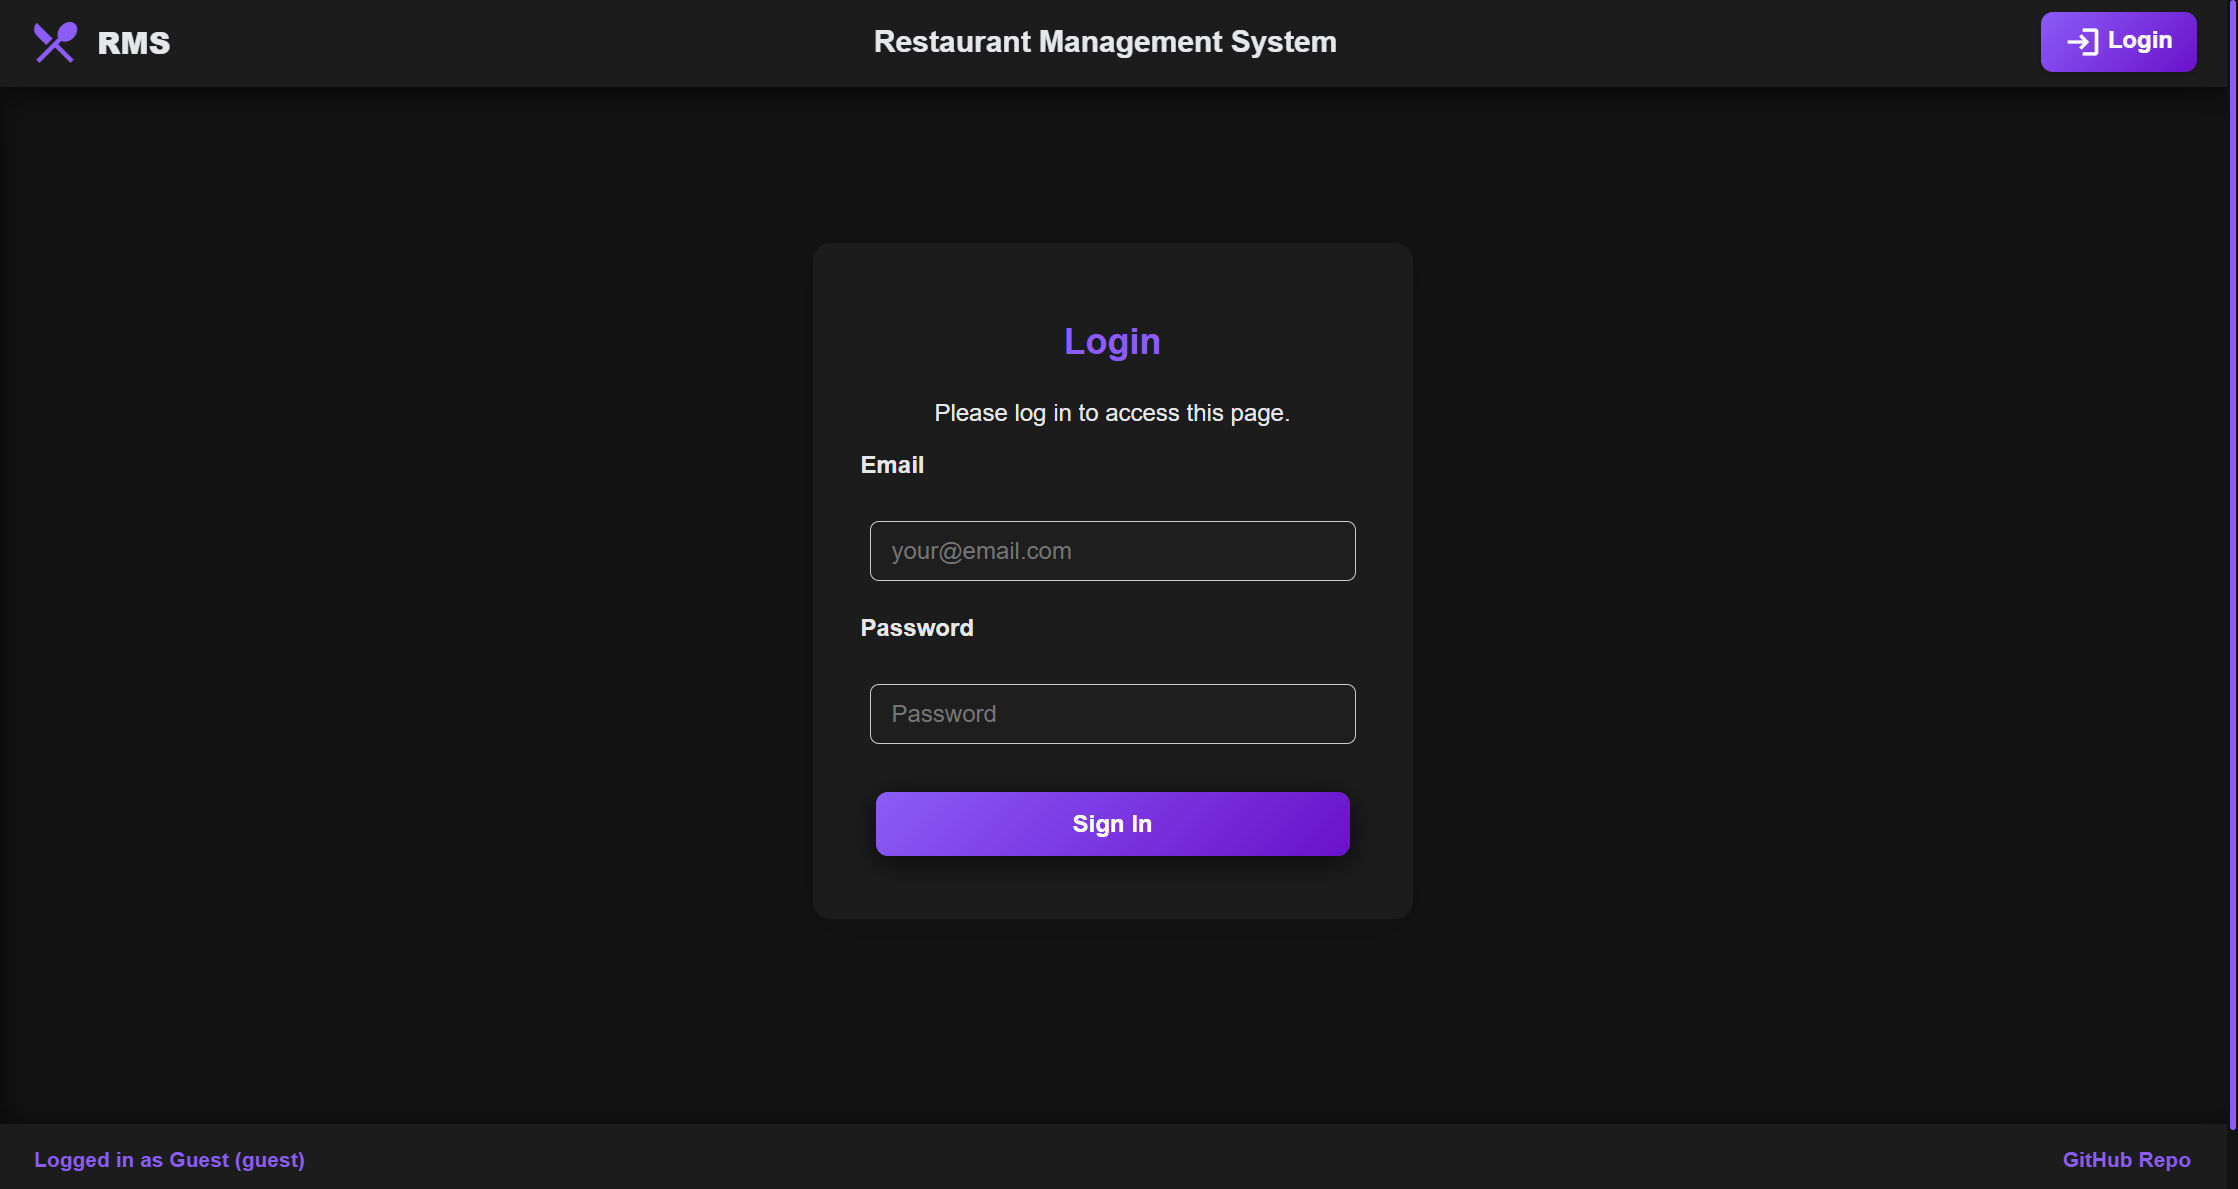 RMS
Restaurant Management System
Login
Login
Please log in to access this page.
Email
your@email.com
Password
Password
Sign In
Logged in as Guest (guest)
GitHub Repo